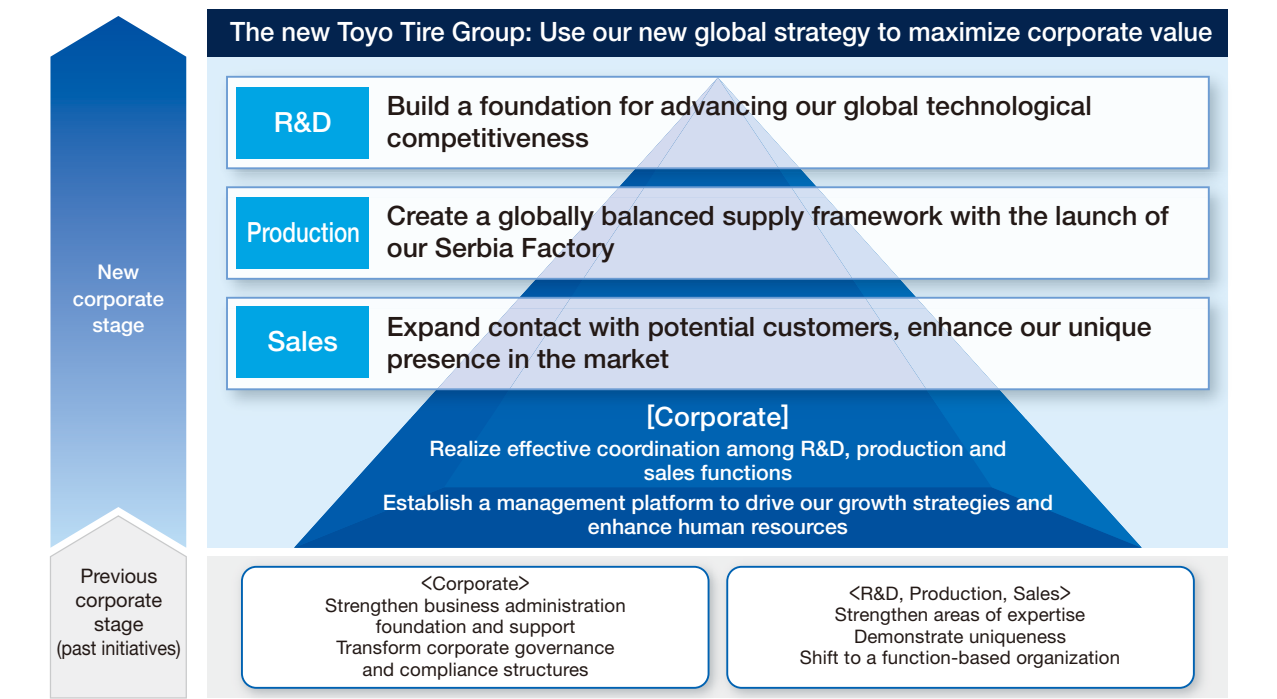 The new Toyo Tire Group: Use our new global strategy to maximize corporate value
R&D
Build a foundation for advancing our global technological
competitiveness
Production
Create a globally balanced supply framework with the launch of
our Serbia Factory
New
corporate
stage
Sales
Expand contact with potential customers, enhance our unique
presence in the market
[Corporate]
Realize effective coordination among R&D, production and
sales functions
Establish a management platform to drive our growth strategies and
enhance human resources
Previous
corporate
stage
(past initiatives)
<Corporate>
Strengthen business administration
foundation and support
Transform corporate governance
and compliance structures
<R&D, Production, Sales>
Strengthen areas of expertise
Demonstrate uniqueness
Shift to a function-based organization